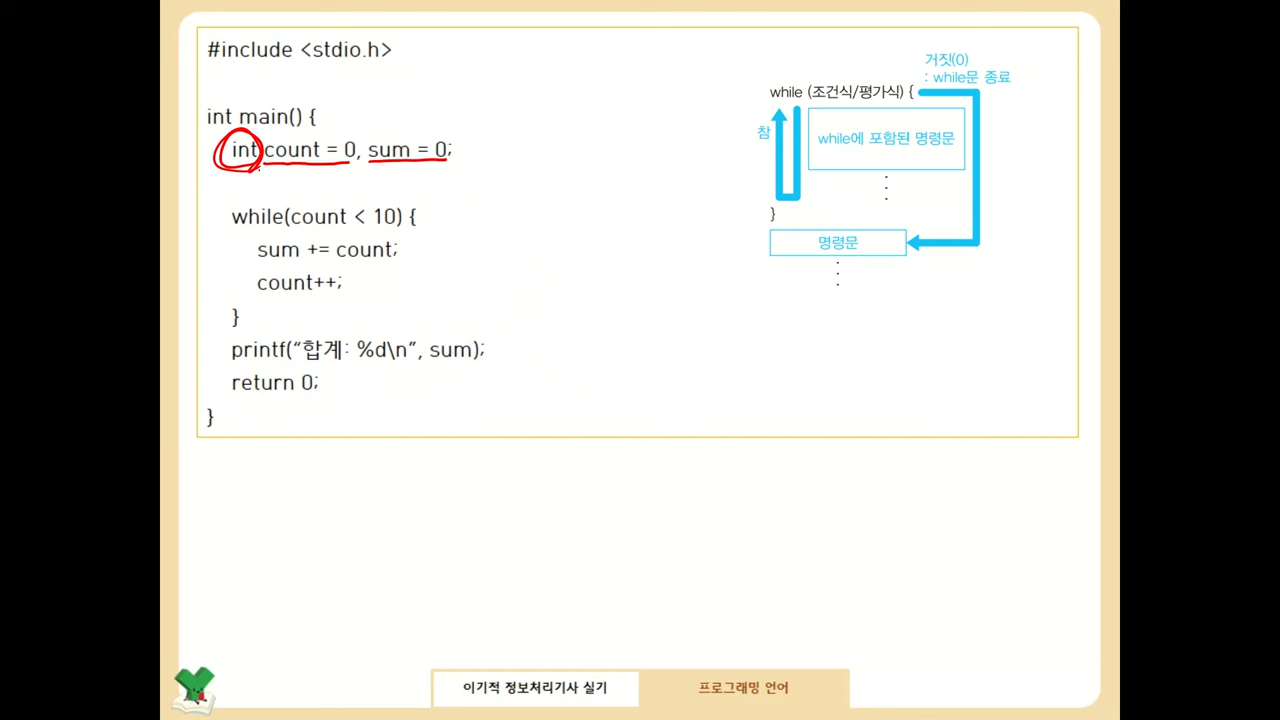 #include <stdio.h>
int main() {
int count = 0, sum = 0;
while(count < 10) {
sum += count;
count++;
}
printf(“합계: %d\n”, sum);
return 0;
}
거짓(0)
: while문 종료
while (조건식/평가식) {
참
while에 포함된 명령문
}
명령문
이기적 정보처리기사 실기
프로그래밍 언어